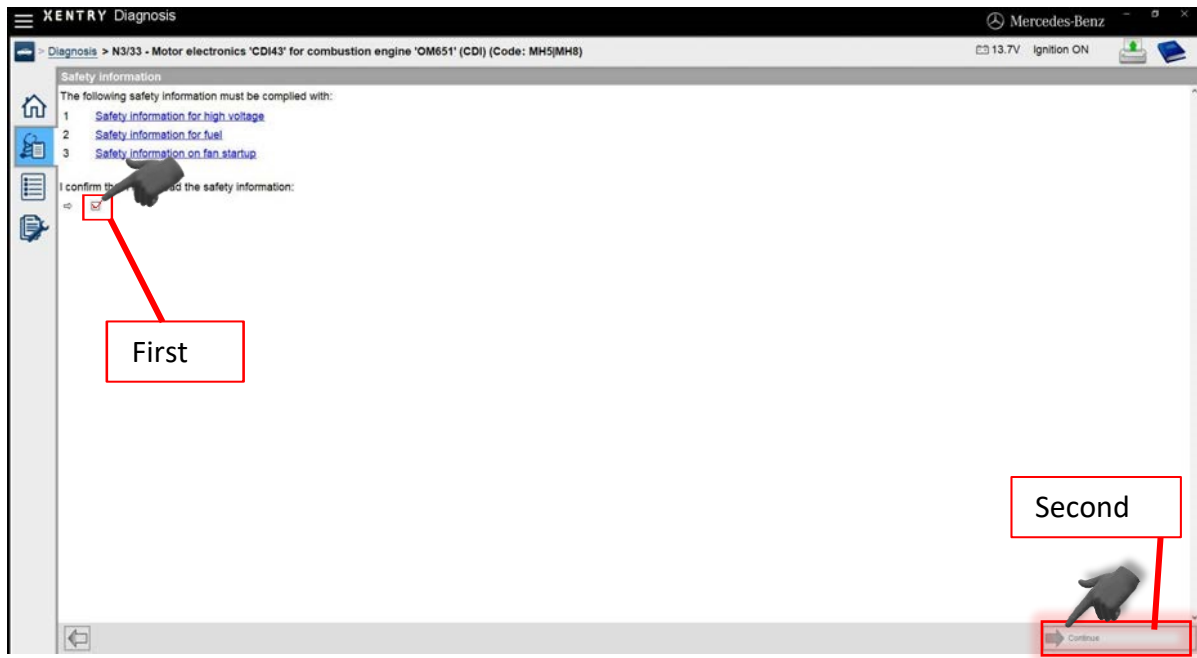 XENTRY Diagnosis
Mercedes-Benz
> Diagnosis > N3/33 - Motor electronics 'CDI43' for combustion engine 'OM651' (CDI) (Code: MH5|MH8)
13.7V Ignition ON
Safety information
The following safety information must be complied with:
1 Safety information for high voltage
2 Safety information for fuel
3 Safety information on fan startup
I confirm the safety information:
First
Second
Continue